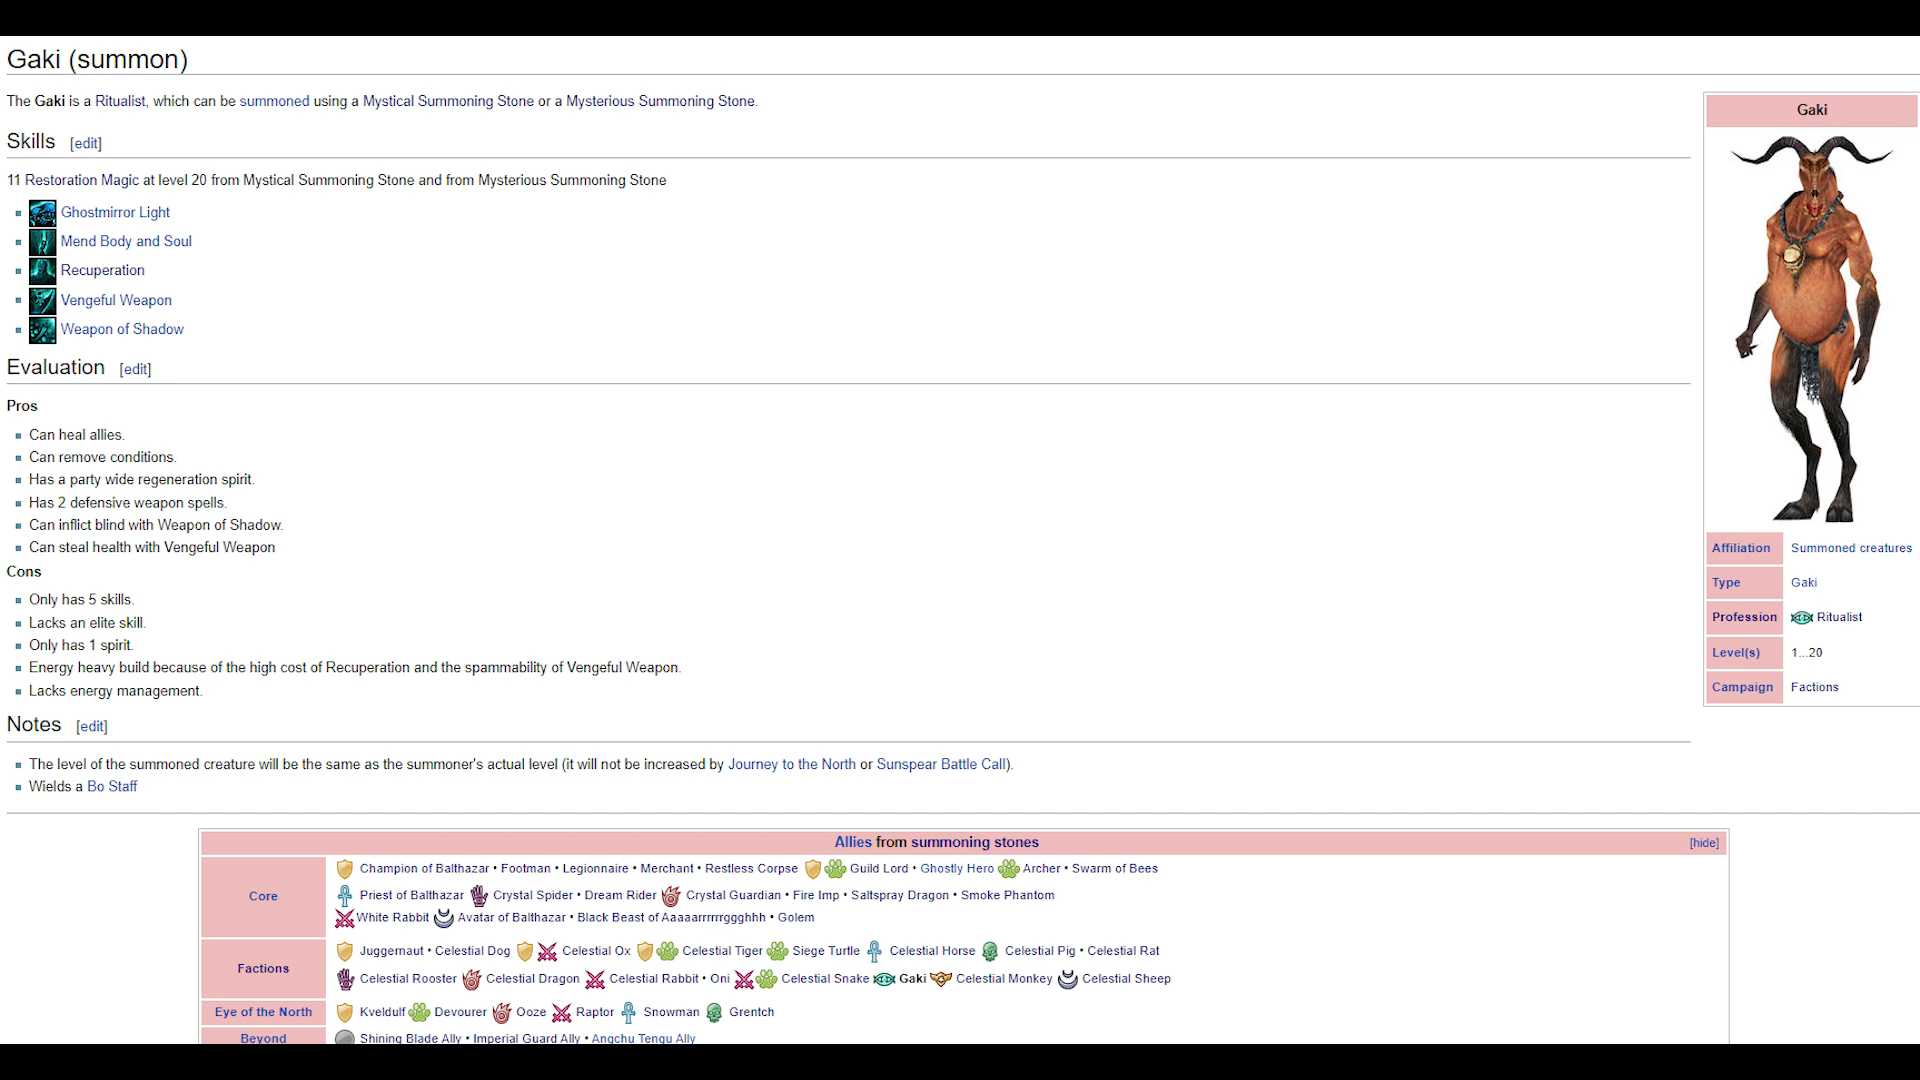 Gaki (summon)
The Gaki is a Ritualist, which can be summoned using a Mystical Summoning Stone or a Mysterious Summoning Stone.
Skills [edit]
11 Restoration Magic at level 20 from Mystical Summoning Stone and from Mysterious Summoning Stone
Ghostmirror Light
Mend Body and Soul
Recuperation
Vengeful Weapon
Weapon of Shadow
Evaluation [edit]
Pros
Can heal allies.
Can remove conditions.
Has a party wide regeneration spirit.
Has 2 defensive weapon spells.
Can inflict blind with Weapon of Shadow.
Can steal health with Vengeful Weapon
Cons
Only has 5 skills.
Lacks an elite skill.
Only has 1 spirit.
Energy heavy build because of the high cost of Recuperation and the spammability of Vengeful Weapon.
Lacks energy management.
Notes [edit]
The level of the summoned creature will be the same as the summoner's actual level (it will not be increased by Journey to the North or Sunspear Battle Call).
Wields a Bo Staff
Gaki
Affiliation Summoned creatures
Type Gaki
Profession Ritualist
Level(s) 1...20
Campaign Factions
Allies from summoning stones [hide]
Core
Champion of Balthazar • Footman • Legionnaire • Merchant • Restless Corpse Guild Lord • Ghostly Hero Archer • Swarm of Bees
Priest of Balthazar Crystal Spider • Dream Rider Crystal Guardian • Fire Imp • Saltspray Dragon • Smoke Phantom
White Rabbit Avatar of Balthazar • Black Beast of Aaaaarrrrrrggghhh • Golem
Factions
Juggernaut • Celestial Dog Celestial Ox Celestial Tiger Siege Turtle Celestial Horse Celestial Pig • Celestial Rat
Celestial Rooster Celestial Dragon Celestial Rabbit • Oni Celestial Snake Gaki Celestial Monkey Celestial Sheep
Eye of the North Kveldulf Devourer Ooze Raptor Snowman Grentch
Beyond Shining Blade Ally • Imperial Guard Ally • Angchu Tengu Ally